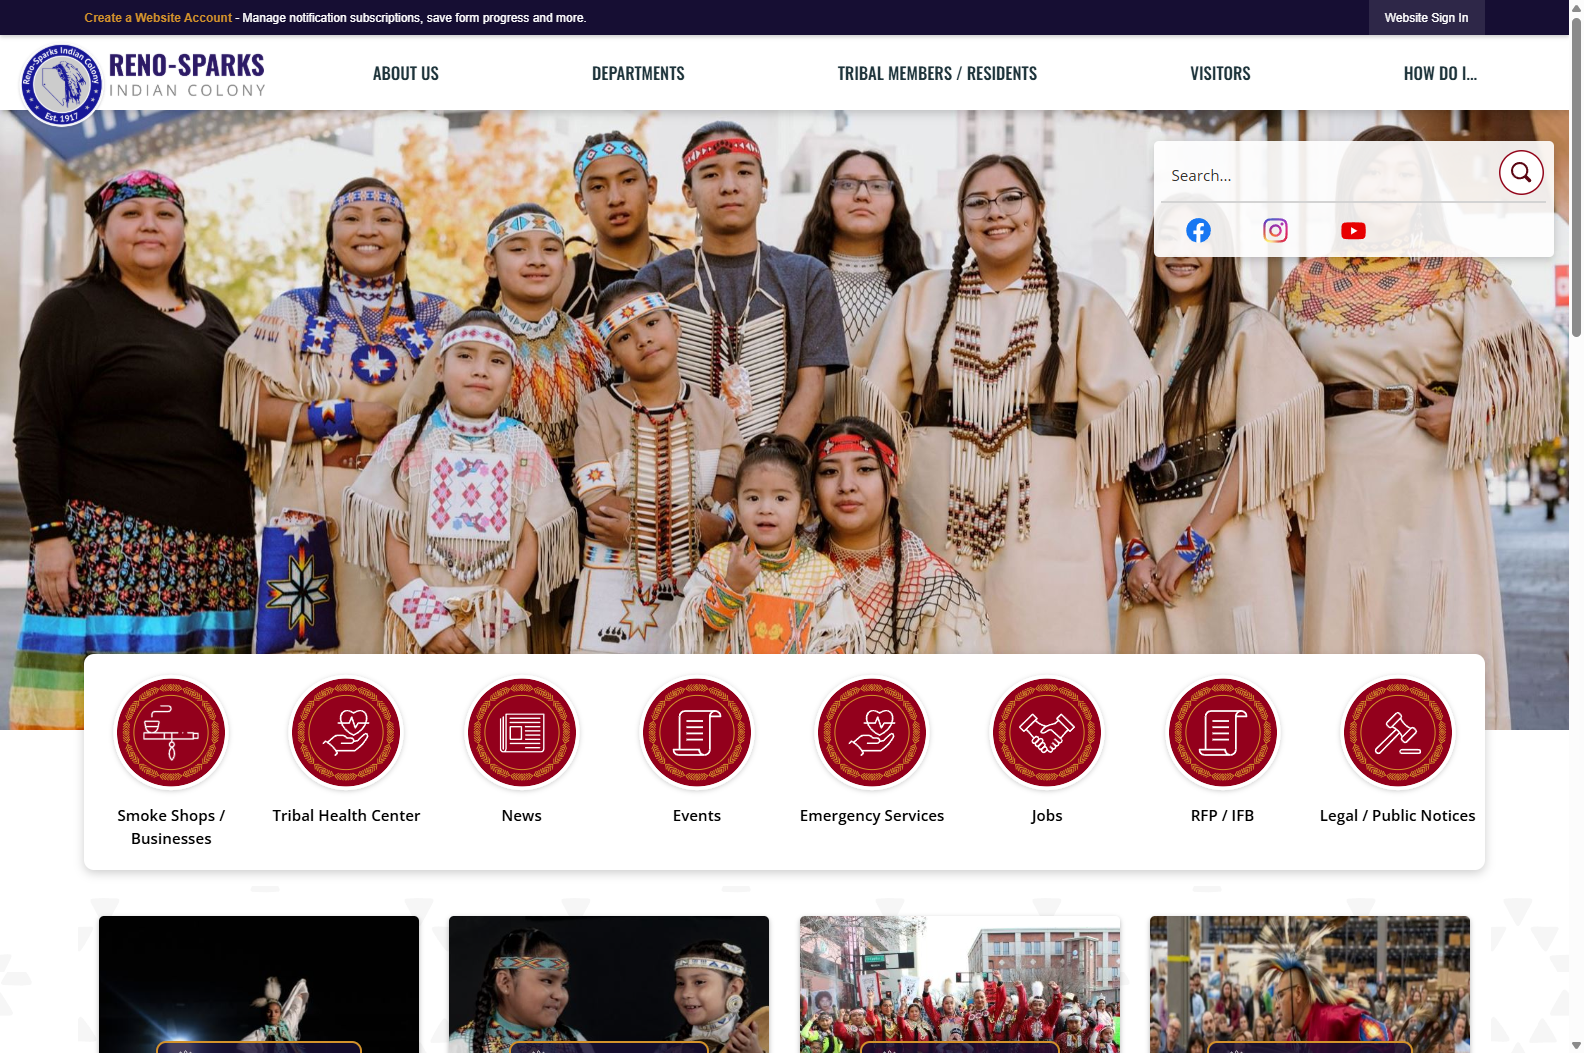 Create a Website Account - Manage notification subscriptions, save form progress and more.
Website Sign In
Reno-Sparks Indian Colony
Est. 1917
RENO-SPARKS
INDIAN COLONY
ABOUT US
DEPARTMENTS
TRIBAL MEMBERS / RESIDENTS
VISITORS
HOW DO I...
Search...
Smoke Shops /
Businesses
Tribal Health Center
News
Events
Emergency Services
Jobs
RFP / IFB
Legal / Public Notices